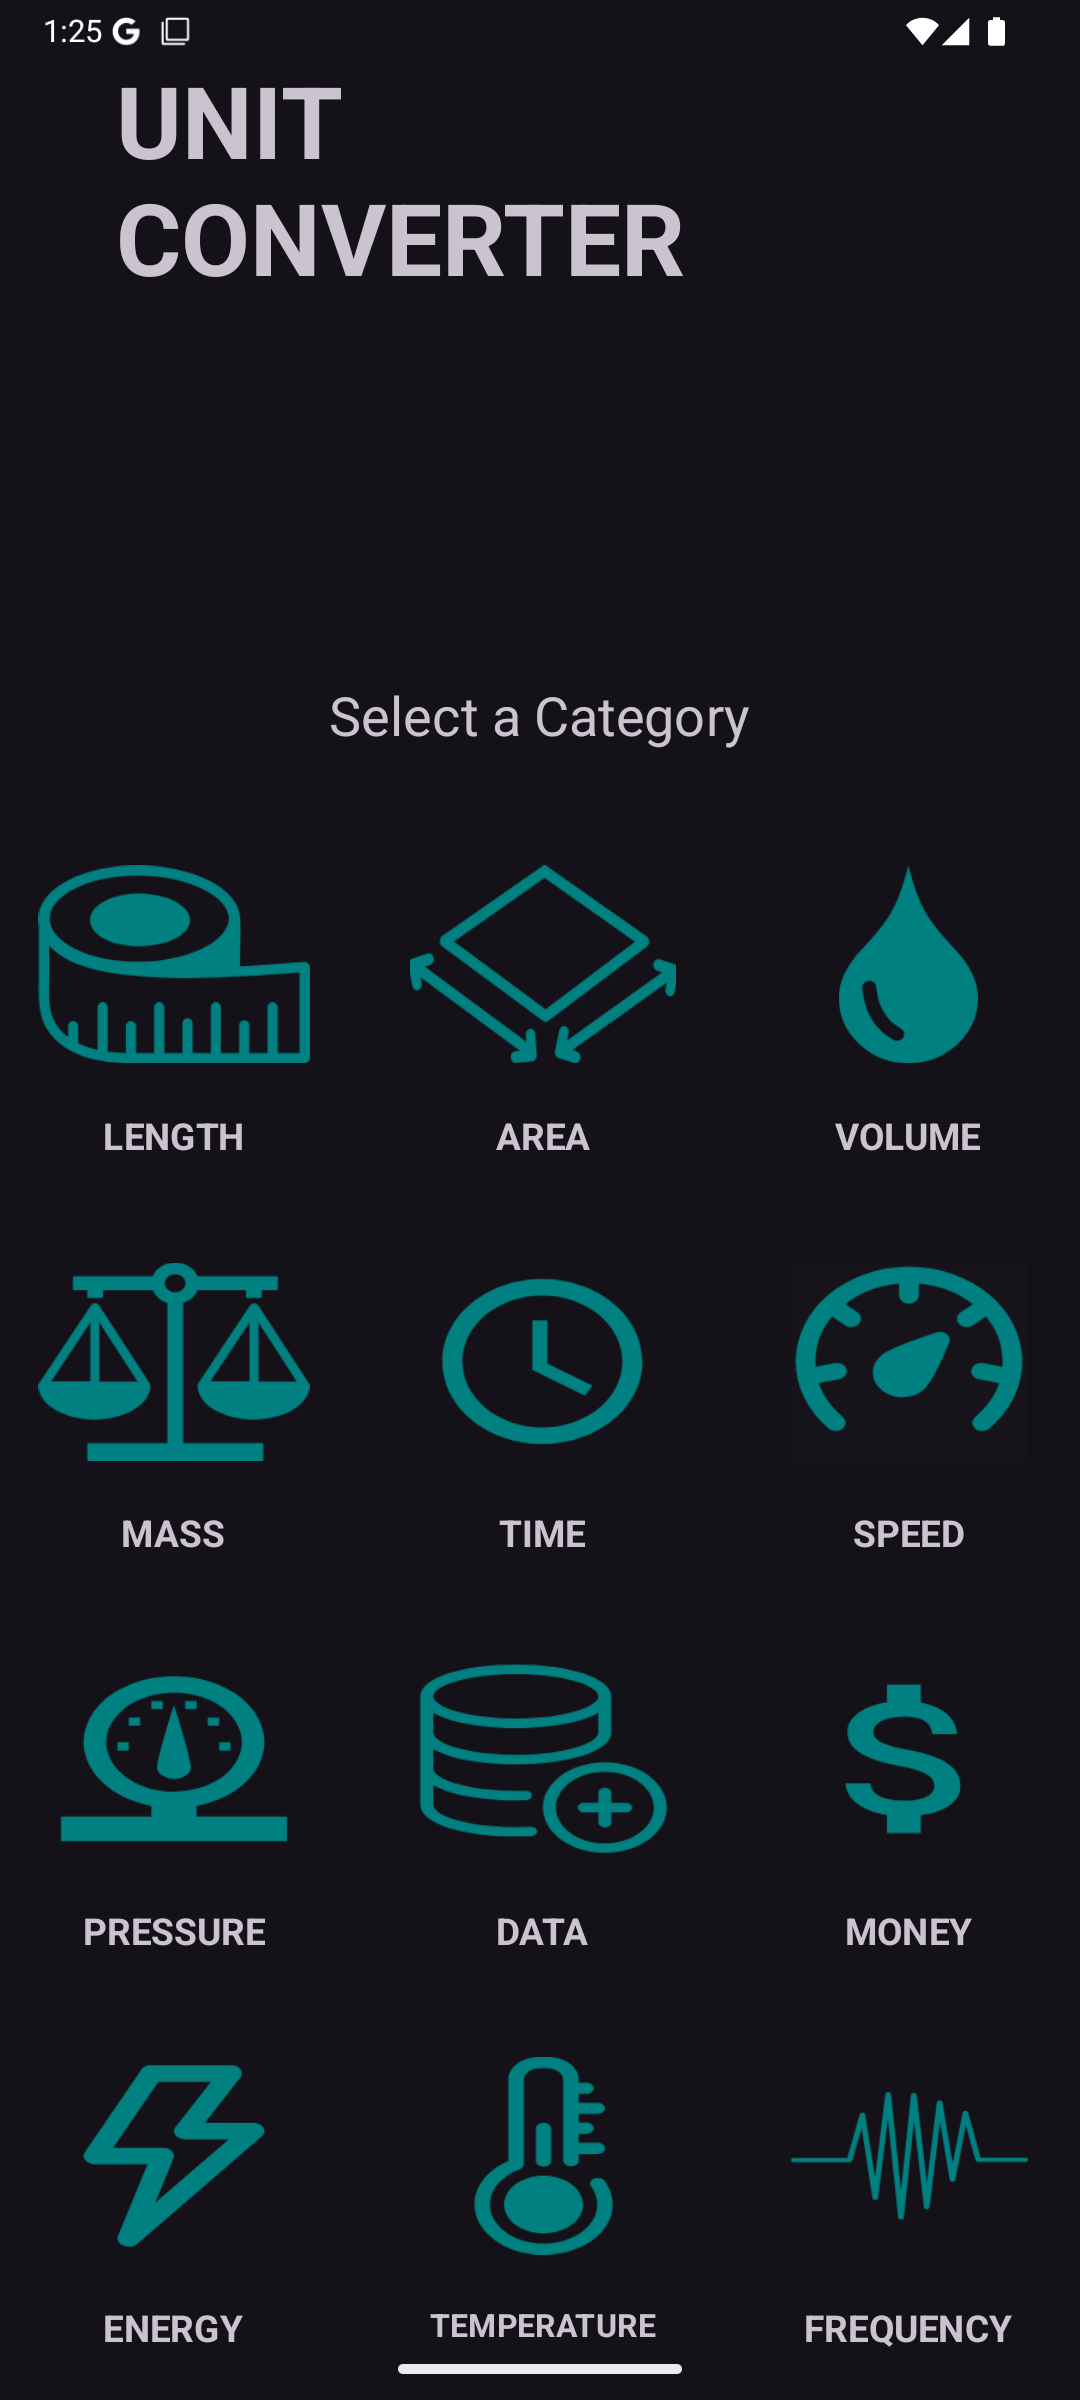 1:25
UNIT
CONVERTER
Select a Category
LENGTH AREA VOLUME
MASS TIME SPEED
PRESSURE DATA MONEY
ENERGY TEMPERATURE FREQUENCY